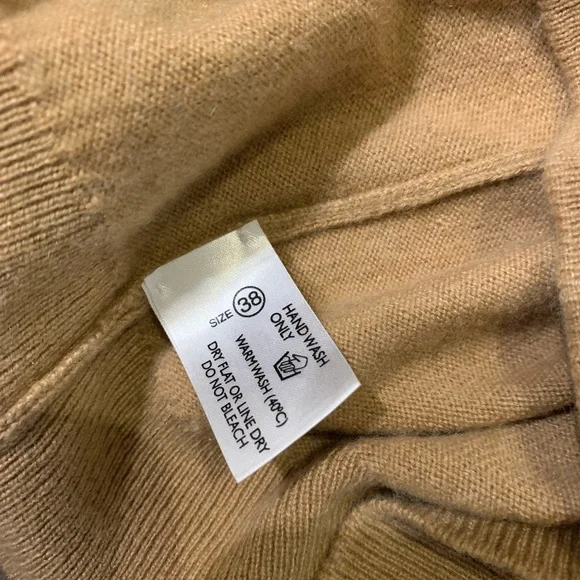 SIZE 38
HAND WASH
ONLY
WARM WASH (40°C)
DRY FLAT OR LINE DRY
DO NOT BLEACH